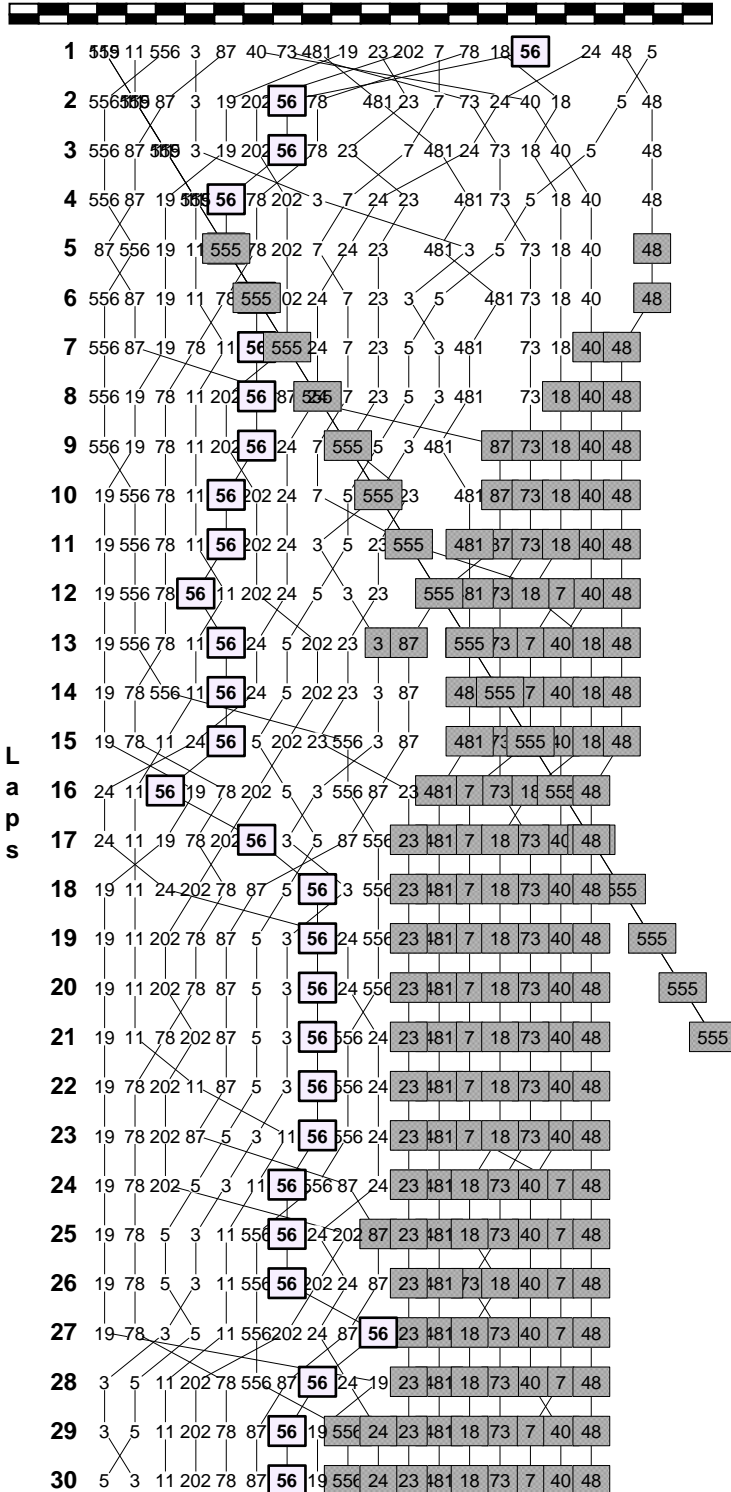 1 11 556 3 87 40 73 481 19 23 202 7 78 18 56 24 48 5
2 556 87 3 19 202 56 78 481 23 7 73 24 40 18 5 48
3 556 87 3 19 202 56 78 23 7 481 24 73 18 40 5 48
4 556 87 19 56 78 202 3 7 24 23 481 73 5 18 40 48
5 87 556 19 11 555 78 202 7 24 23 481 3 5 73 18 40 48
6 556 87 19 11 78 555 202 24 7 23 3 5 481 73 18 40 48
7 556 87 19 78 11 56 555 24 7 23 5 3 481 73 18 40 48
8 556 19 78 11 202 56 87 24 7 23 5 3 481 73 18 40 48
9 556 19 78 11 202 56 24 7 555 5 3 481 87 73 18 40 48
10 19 556 78 11 56 202 24 7 5 555 23 481 87 73 18 40 48
11 19 556 78 11 56 202 24 3 5 23 555 481 87 73 18 40 48
12 19 556 78 56 11 202 24 5 3 23 555 481 73 18 7 40 48
13 19 556 78 11 56 24 5 202 23 3 87 555 73 7 40 18 48
14 19 78 556 11 56 24 5 202 23 3 87 48 555 7 40 18 48
15 19 78 11 24 56 5 202 23 556 3 87 481 73 555 40 18 48
L
a
p
s
16 24 11 56 19 78 202 5 3 556 87 23 481 7 73 18 555 48
17 24 11 19 78 202 56 3 5 87 556 23 481 7 18 73 40 48
18 19 11 24 202 78 87 5 56 3 556 23 481 7 18 73 40 48 555
19 19 11 202 78 87 5 3 56 24 556 23 481 7 18 73 40 48 555
20 19 11 202 78 87 5 3 56 24 556 23 481 7 18 73 40 48 555
21 19 11 78 202 87 5 3 56 556 24 23 481 7 18 73 40 48 555
22 19 78 202 11 87 5 3 56 556 24 23 481 7 18 73 40 48
23 19 78 202 87 5 3 11 56 556 24 23 481 7 18 73 40 48
24 19 78 202 5 3 11 56 556 87 24 23 481 18 73 40 7 48
25 19 78 5 3 11 556 56 24 202 87 23 481 18 73 40 7 48
26 19 78 5 3 11 556 56 202 24 87 23 481 73 18 40 7 48
27 19 78 3 5 11 556 202 24 87 56 23 481 18 73 40 7 48
28 3 5 11 202 78 556 87 56 24 19 23 481 18 73 40 7 48
29 3 5 11 202 78 87 56 19 556 24 23 481 18 73 7 40 48
30 5 3 11 202 78 87 56 19 556 24 23 481 18 73 7 40 48